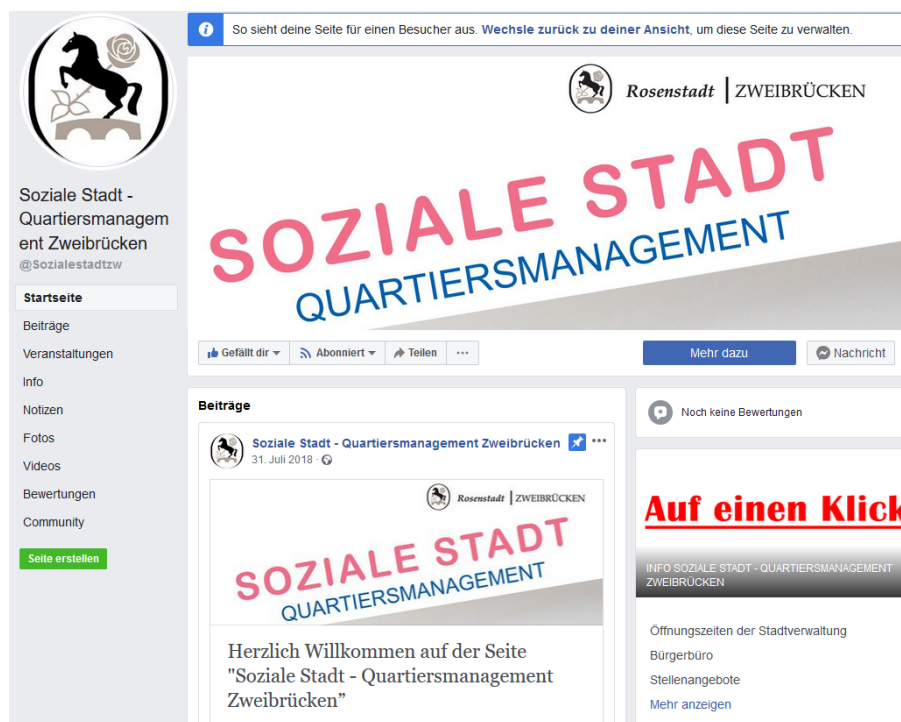 So sieht deine Seite für einen Besucher aus. Wechsle zurück zu deiner Ansicht, um diese Seite zu verwalten.
Rosenstadt | ZWEIBRÜCKEN
SOZIALE STADT
QUARTIERSMANAGEMENT
Soziale Stadt -
Quartiersmanagem
ent Zweibrücken
@Sozialestadtzw
Startseite
Beiträge
Veranstaltungen
Info
Notizen
Fotos
Videos
Bewertungen
Community
Seite erstellen
Gefällt dir Abonniert Teilen ... Mehr dazu Nachricht
Beiträge
Soziale Stadt - Quartiersmanagement Zweibrücken ...
31. Juli 2018 ·
Rosenstadt | ZWEIBRÜCKEN
SOZIALE STADT
QUARTIERSMANAGEMENT
Herzlich Willkommen auf der Seite
"Soziale Stadt - Quartiersmanagement
Zweibrücken”
Noch keine Bewertungen
Auf einen Klick
INFO SOZIALE STADT - QUARTIERSMANAGEMENT
ZWEIBRÜCKEN
Öffnungszeiten der Stadtverwaltung
Bürgerbüro
Stellenangebote
Mehr anzeigen